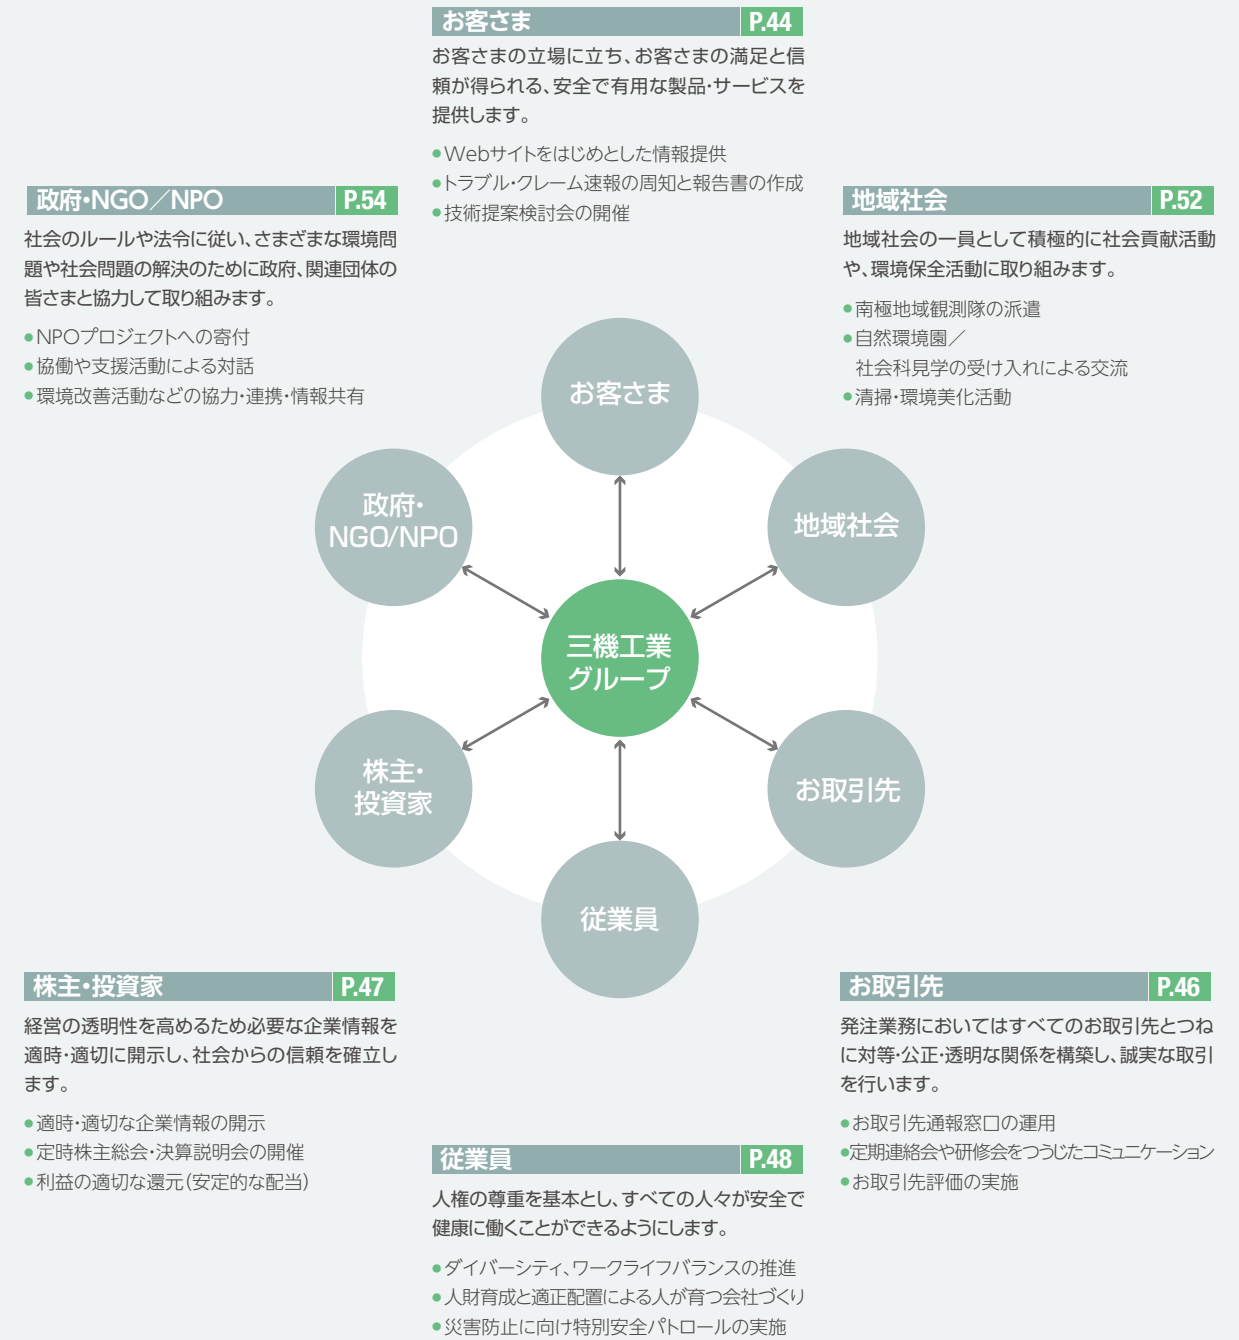 お客さま P.44
お客さまの立場に立ち、お客さまの満足と信
頼が得られる、安全で有用な製品・サービスを
提供します。
●Webサイトをはじめとした情報提供
●トラブル・クレーム速報の周知と報告書の作成
●技術提案検討会の開催
政府・NGO／NPO P.54
社会のルールや法令に従い、さまざまな環境問
題や社会問題の解決のために政府、関連団体の
皆さまと協力して取り組みます。
●NPOプロジェクトへの寄付
●協働や支援活動による対話
●環境改善活動などの協力・連携・情報共有
地域社会 P.52
地域社会の一員として積極的に社会貢献活動
や、環境保全活動に取り組みます。
●南極地域観測隊の派遣
●自然環境園／
社会科見学の受け入れによる交流
●清掃・環境美化活動
お客さま
政府・
NGO/NPO
地域社会
三機工業
グループ
株主・
投資家
お取引先
従業員
株主・投資家 P.47
経営の透明性を高めるため必要な企業情報を
適時・適切に開示し、社会からの信頼を確立し
ます。
●適時・適切な企業情報の開示
●定時株主総会・決算説明会の開催
●利益の適切な還元（安定的な配当）
お取引先 P.46
発注業務においてはすべてのお取引先とつね
に対等・公正・透明な関係を構築し、誠実な取引
を行います。
●お取引先通報窓口の運用
●定期連絡会や研修会をつうじたコミュニケーション
●お取引先評価の実施
従業員 P.48
人権の尊重を基本とし、すべての人々が安全で
健康に働くことができるようにします。
●ダイバーシティ、ワークライフバランスの推進
●人財育成と適正配置による人が育つ会社づくり
●災害防止に向け特別安全パトロールの実施